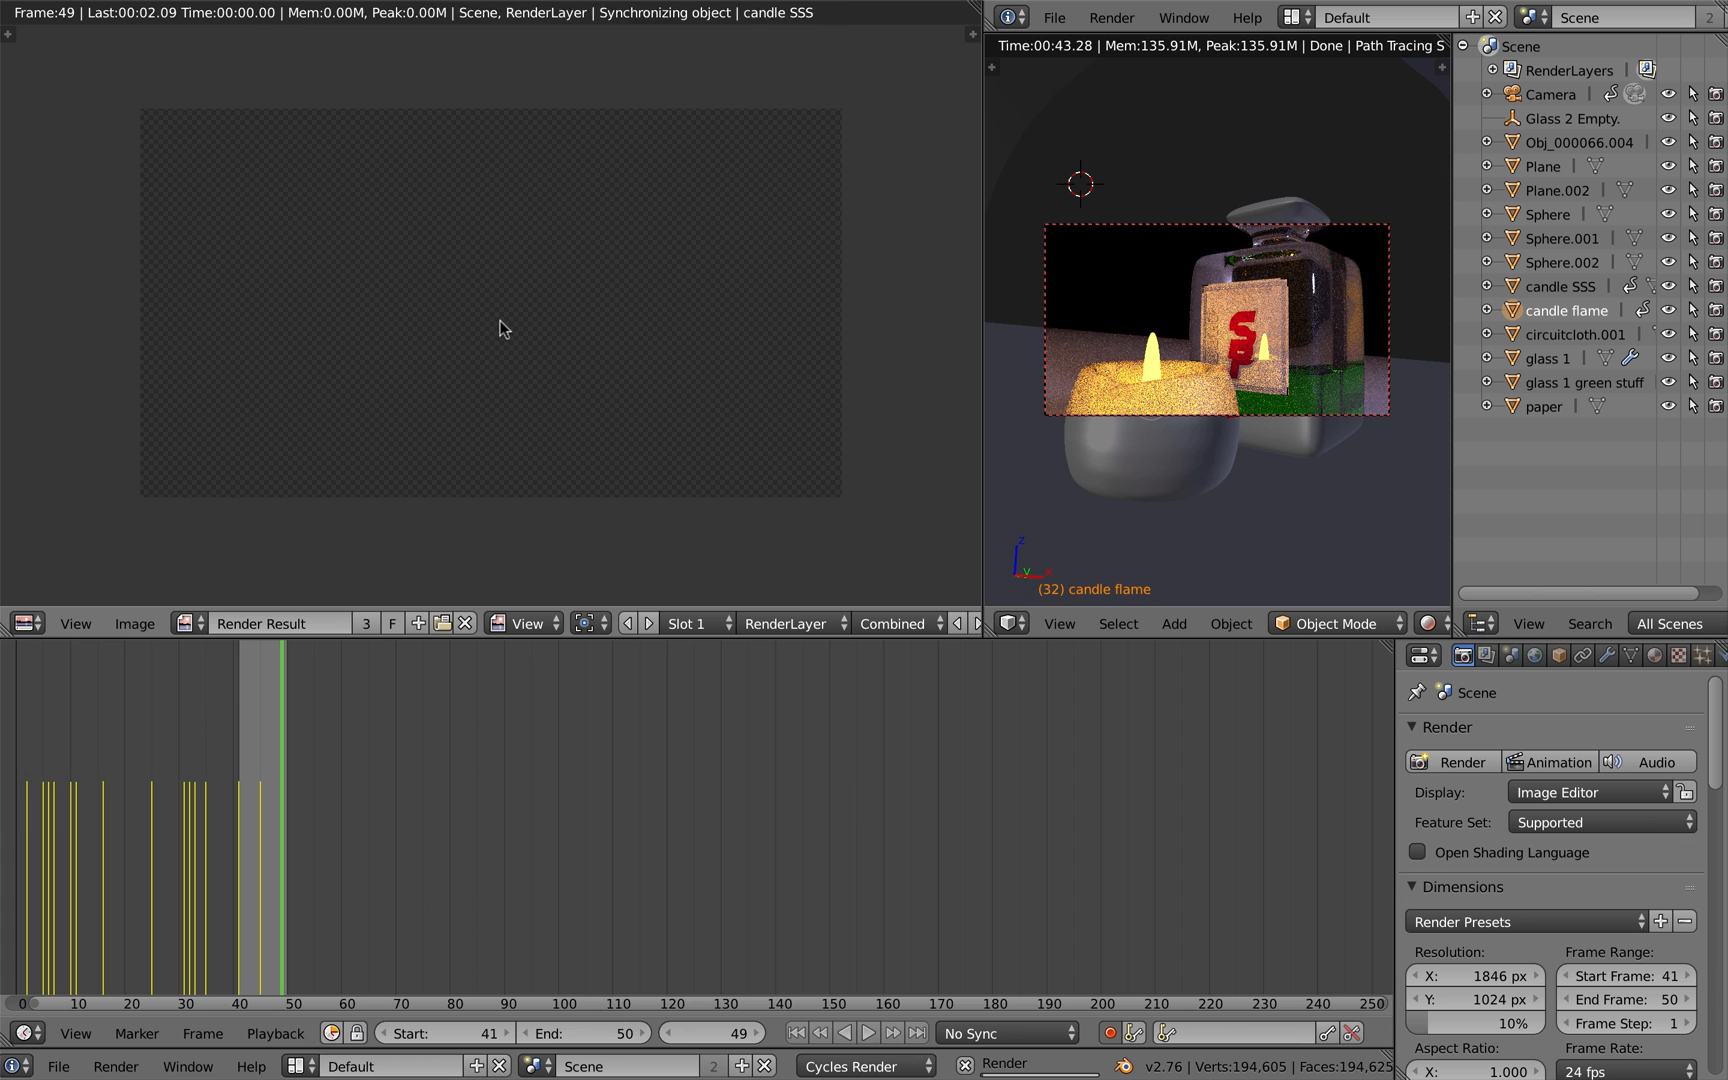 Frame:49 | Last:00:02.09 Time:00:00.00 | Mem:0.00M, Peak:0.00M | Scene, RenderLayer | Synchronizing object | candle SSS
File Render Window Help Default Scene 2
Time:00:43.28 | Mem:135.91M, Peak:135.91M | Done | Path Tracing S
Scene
RenderLayers
Camera
Glass 2 Empty.
Obj_000066.004
Plane
Plane.002
Sphere
Sphere.001
Sphere.002
candle SSS
candle flame
circuitcloth.001
glass 1
glass 1 green stuff
paper
z
y
x
(32) candle flame
View Image Render Result 3 F View Slot 1 RenderLayer Combined
View Select Add Object Object Mode
View Search All Scenes
Scene
Render
Render Animation Audio
Display: Image Editor
Feature Set: Supported
Open Shading Language
Dimensions
Render Presets
Resolution: Frame Range:
X: 1846 px Start Frame: 41
Y: 1024 px End Frame: 50
10% Frame Step: 1
Aspect Ratio: Frame Rate:
X: 1.000 24 fps
0 10 20 30 40 50 60 70 80 90 100 110 120 130 140 150 160 170 180 190 200 210 220 230 240 250
View Marker Frame Playback Start: 41 End: 50 49 No Sync
File Render Window Help Default Scene 2 Cycles Render Render v2.76 | Verts:194,605 | Faces:194,625